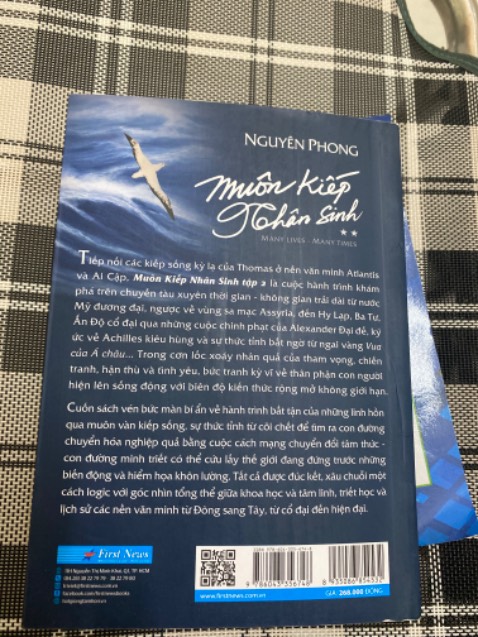 NGUYÊN PHONG
Muôn Kiếp
Nhân Sinh
MANY LIVES - MANY TIMES
Tiếp nối các kiếp sống kỳ lạ của Thomas ở nền văn minh Atlantis
và Ai Cập, Muôn Kiếp Nhân Sinh tập 2 là cuộc hành trình khám
phá trên chuyến tàu xuyên thời gian - không gian trải dài từ nước
Mỹ đương đại, ngược về vùng sa mạc Assyria, đến Hy Lạp, Ba Tư,
Ấn Độ cổ đại qua những cuộc chinh phạt của Alexander Đại đế, ký
ức về Achilles kiêu hùng và sự thức tỉnh bất ngờ từ ngai vàng Vua
của Á châu... Trong cơn lốc xoáy nhân quả của tham vọng, chiến
tranh, hận thù và tình yêu, bức tranh kỳ vĩ về thân phận con người
hiện lên sống động với biên độ kiến thức rộng mở không giới hạn.
Cuốn sách vén bức màn bí ẩn về hành trình bất tận của những linh hồn
qua muôn vàn kiếp sống, sự thức tỉnh từ cõi chết để tìm ra con đường
chuyển hóa nghiệp quả bằng cuộc cách mạng chuyển đổi tâm thức -
con đường minh triết có thể cứu lấy thế giới đang đứng trước những
biến động và hiểm họa khôn lường. Tất cả được đúc kết, xâu chuỗi một
cách logic với góc nhìn tổng thể giữa khoa học và tâm linh, triết học và
lịch sử các nền văn minh từ Đông sang Tây, từ cổ đại đến hiện đại.
First News
www.firstnews.com.vn
GIÁ: 268.000 ĐỒNG